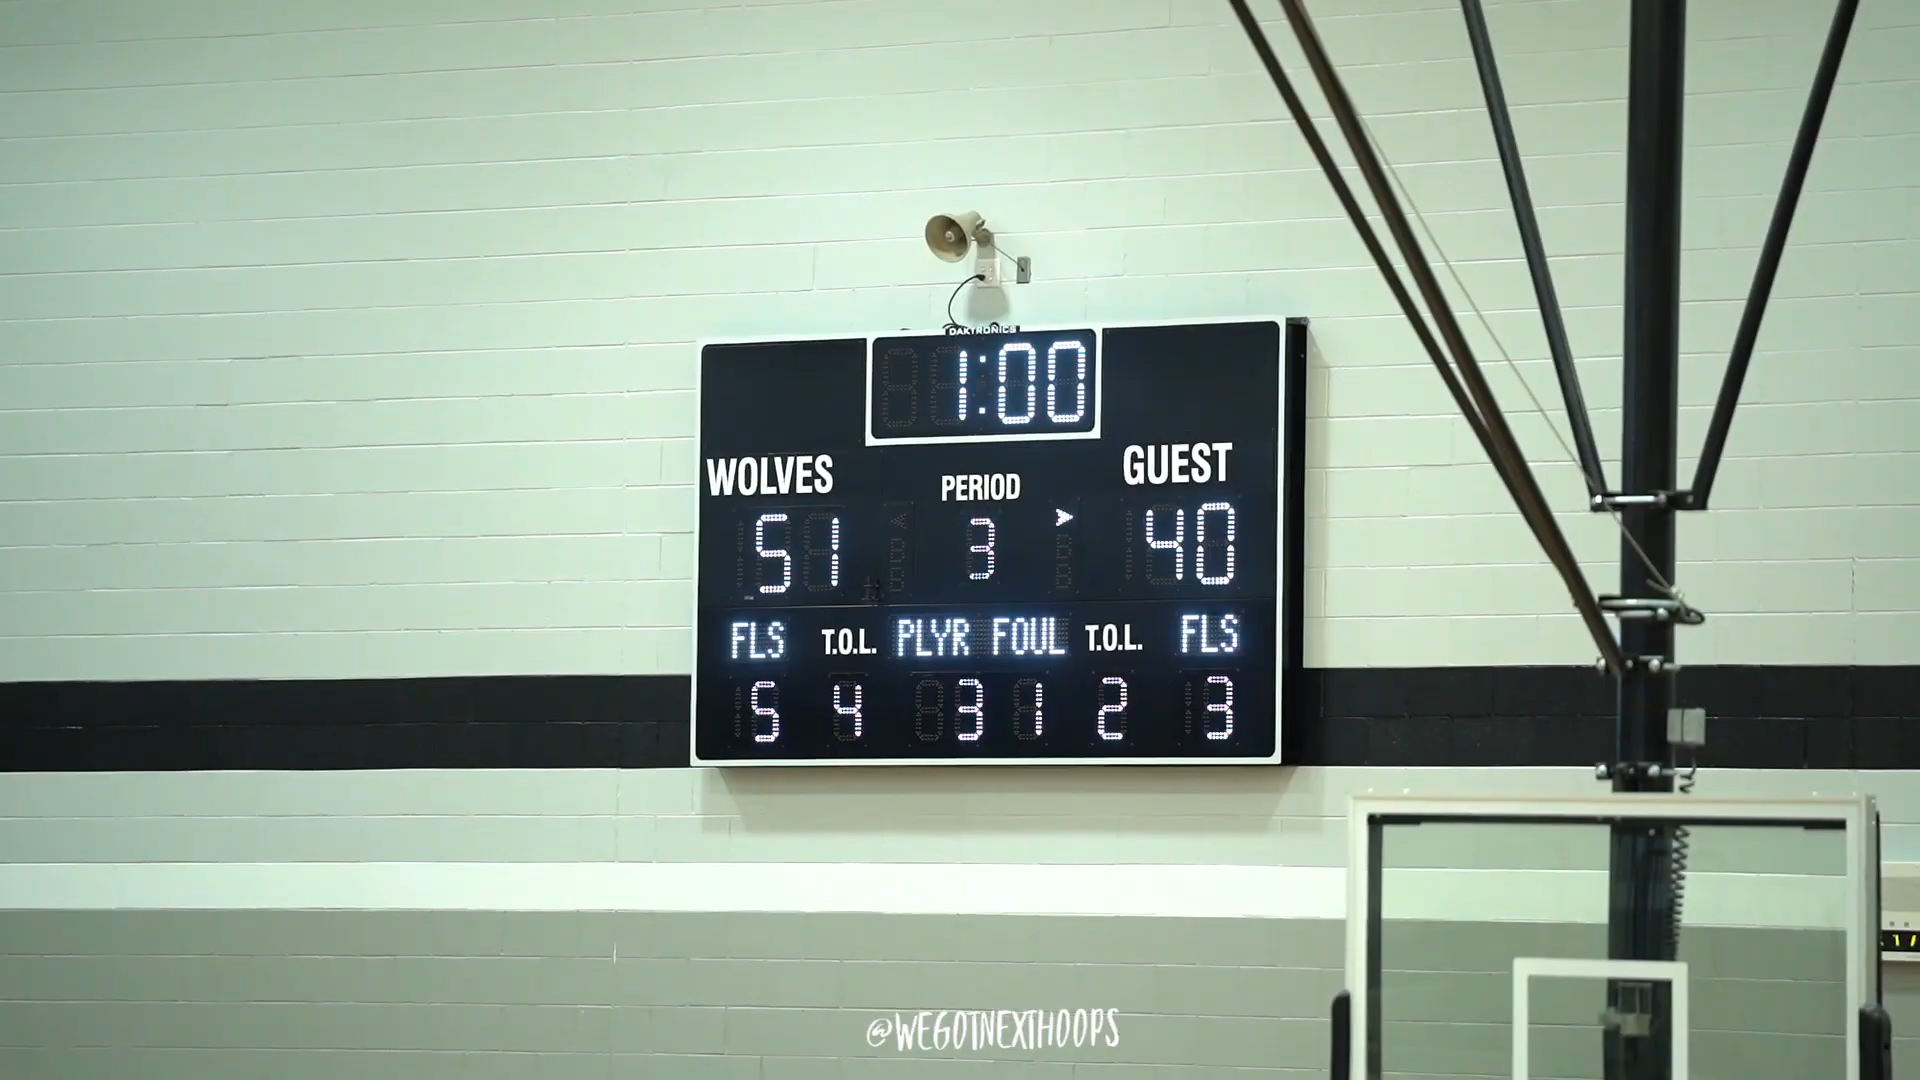 DAKTRONICS
1:00
WOLVES PERIOD GUEST
51 3 40
FLS T.O.L. PLYR FOUL T.O.L. FLS
5 4 3 1 2 3
@WEGOTNEXTHOOPS